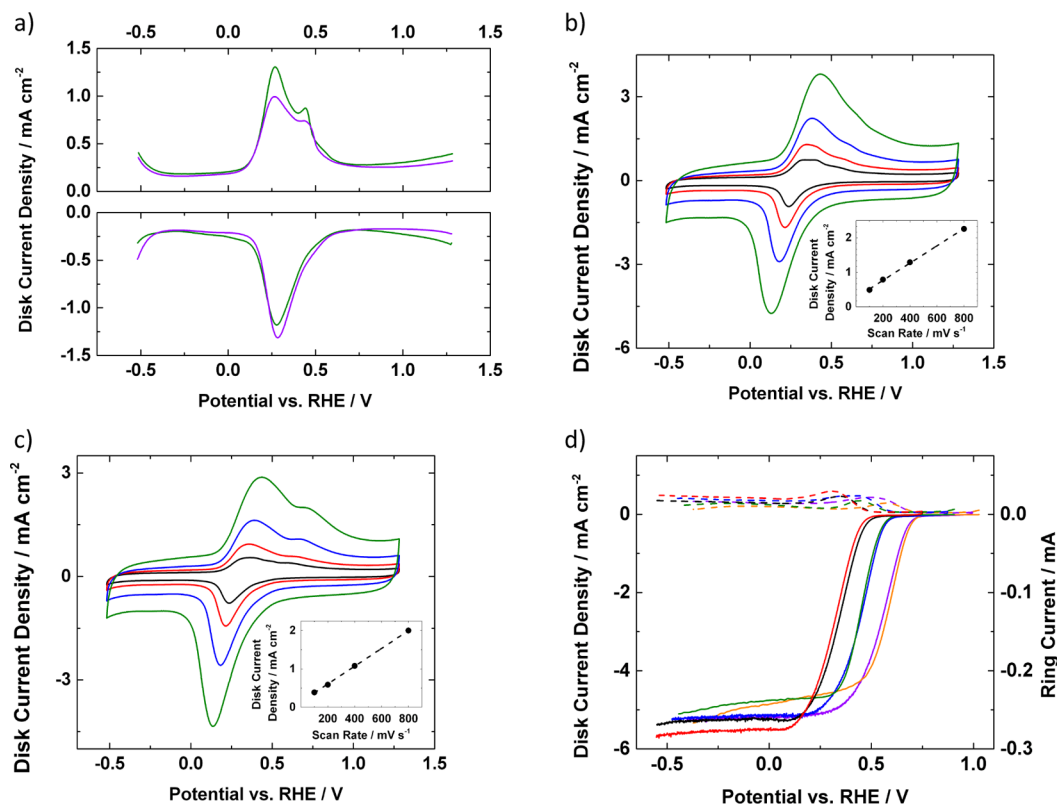 a)
-0.5 0.0 0.5 1.0 1.5
1.5
1.0
0.5
0.0
0.0
-0.5
-1.0
-1.5
-0.5 0.0 0.5 1.0 1.5
Disk Current Density / mA cm⁻²
Potential vs. RHE / V
b)
3
0
-3
-6
-0.5 0.0 0.5 1.0 1.5
Disk Current Density / mA cm⁻²
Potential vs. RHE / V
Disk Current
Density / mA cm⁻²
2
1
0
200 400 600 800
Scan Rate / mV s⁻¹
c)
3
0
-3
-0.5 0.0 0.5 1.0 1.5
Disk Current Density / mA cm⁻²
Potential vs. RHE / V
Disk Current
Density / mA cm⁻²
2
1
0
0 200 400 600 800
Scan Rate / mV s⁻¹
d)
0
-1
-2
-3
-4
-5
-6
-0.5 0.0 0.5 1.0
Disk Current Density / mA cm⁻²
Potential vs. RHE / V
0.0
-0.1
-0.2
-0.3
Ring Current / mA